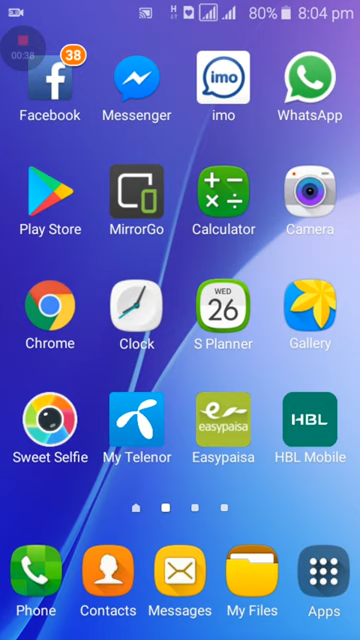 80% 8:04 pm
00:38
38
Facebook Messenger imo WhatsApp
imo
Play Store MirrorGo Calculator Camera
WED
26
Chrome Clock S Planner Gallery
easypaisa
HBL
Sweet Selfie My Telenor Easypaisa HBL Mobile
Phone Contacts Messages My Files Apps